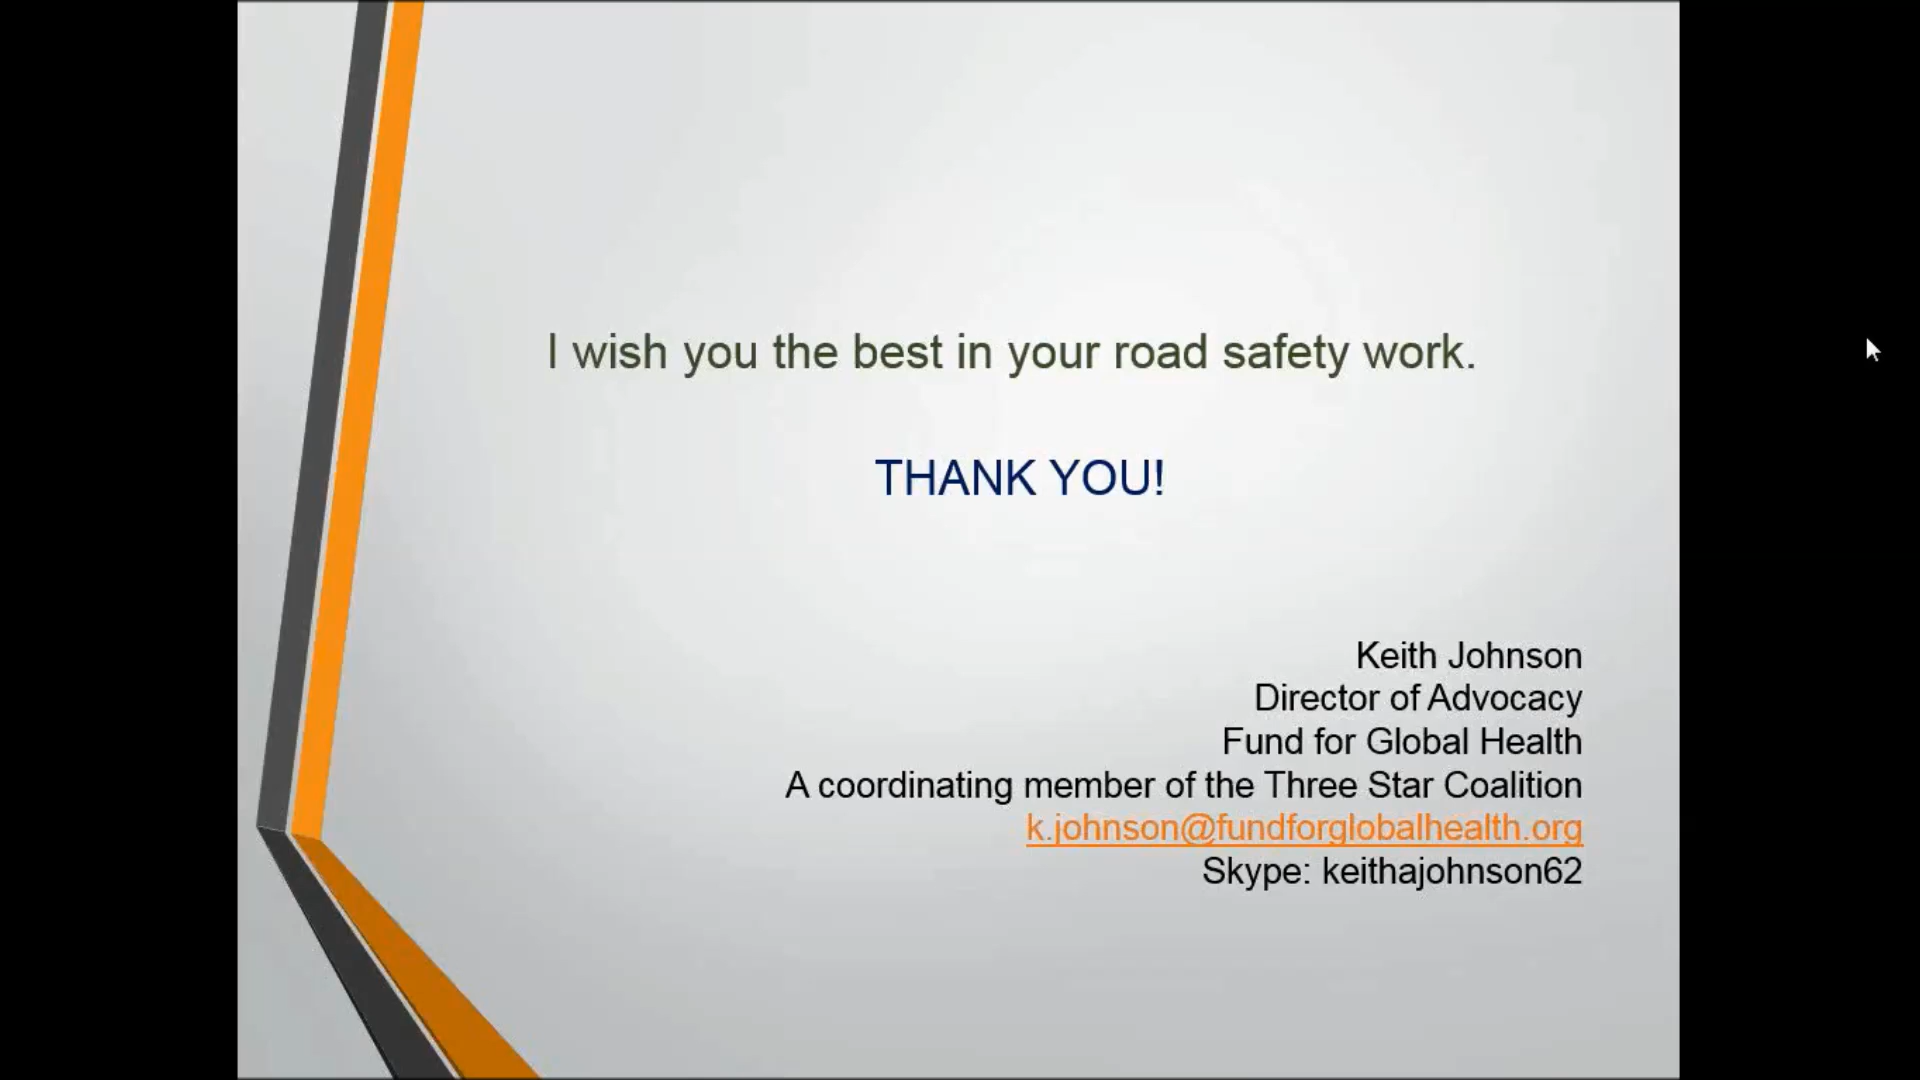 I wish you the best in your road safety work.
THANK YOU!
Keith Johnson
Director of Advocacy
Fund for Global Health
A coordinating member of the Three Star Coalition
k.johnson@fundforglobalhealth.org
Skype: keithajohnson62